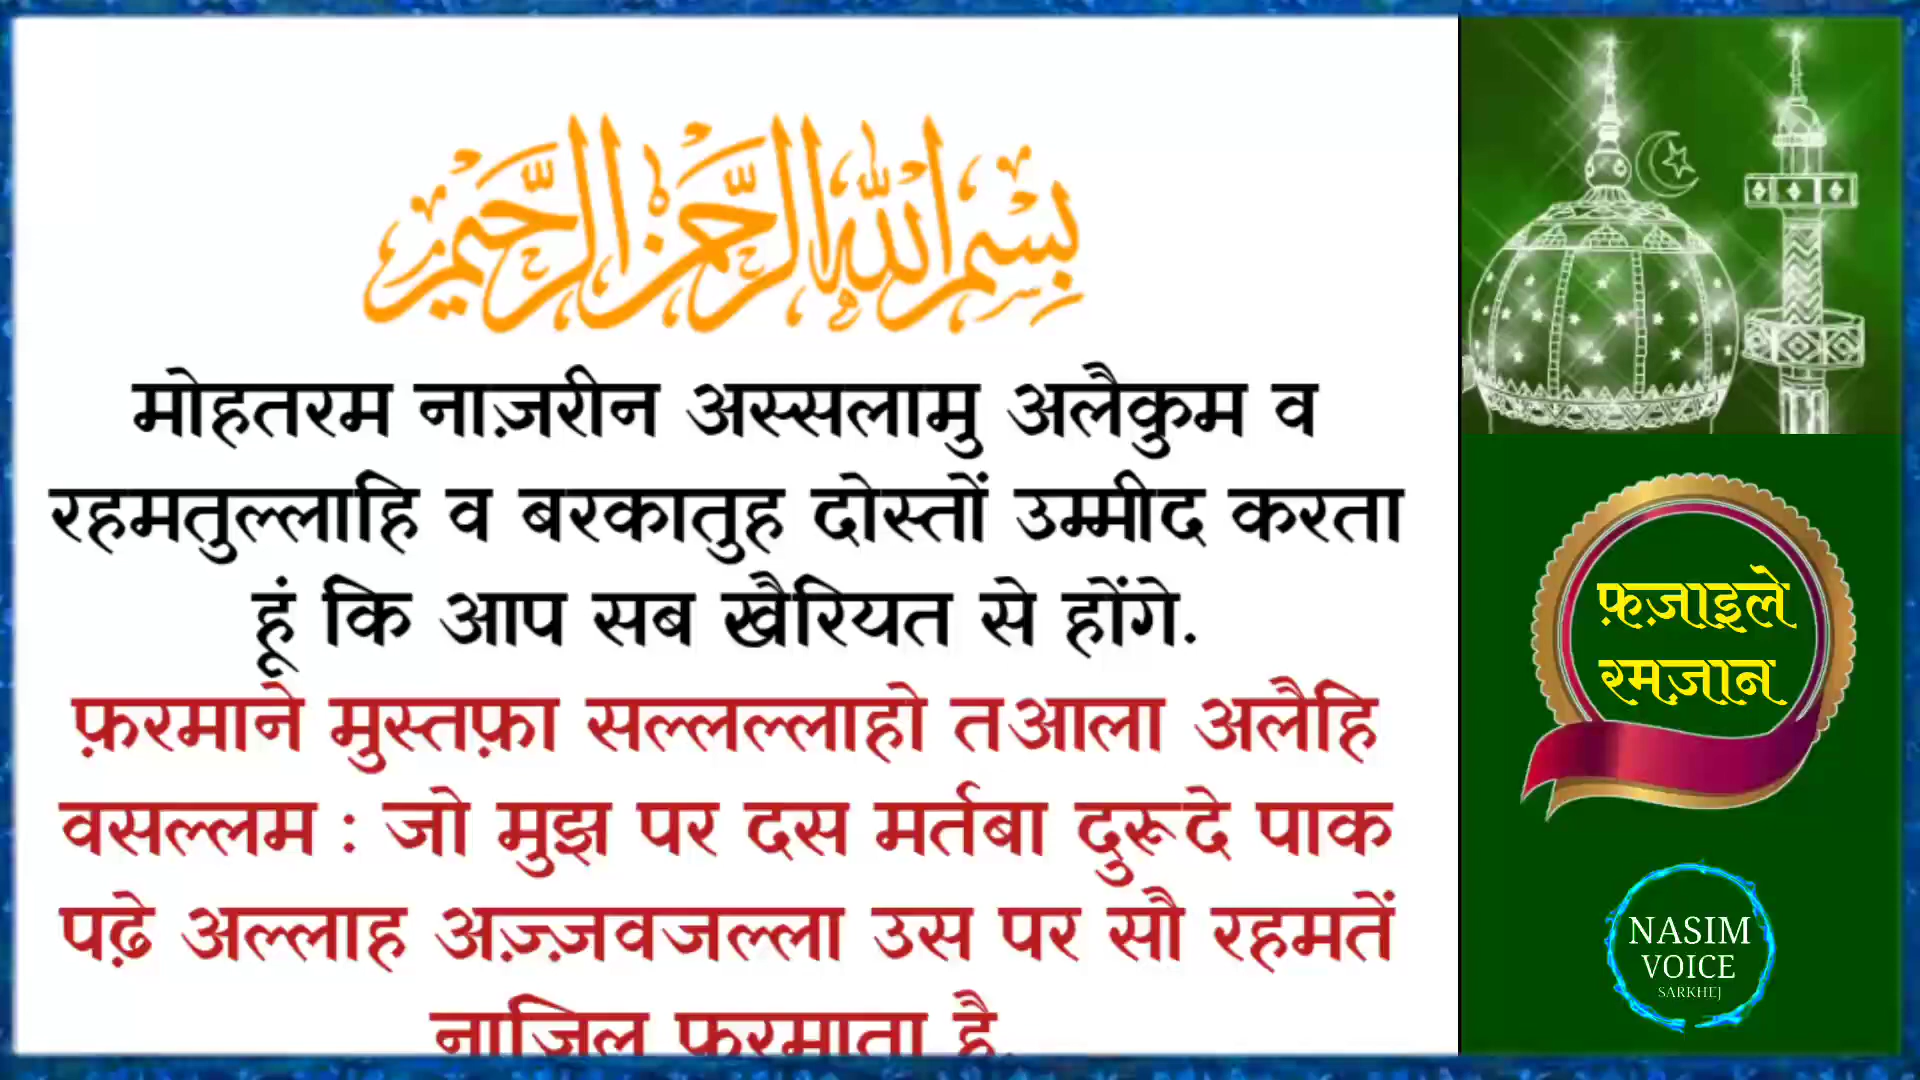 بسم الله الرحمن الرحيم
मोहतरम नाज़रीन अस्सलामु अलैकुम व
रहमतुल्लाहि व बरकातुह दोस्तों उम्मीद करता
हूं कि आप सब खैरियत से होंगे.
फ़रमाने मुस्तफ़ा सल्लल्लाहो तआला अलैहि
वसल्लम : जो मुझ पर दस मर्तबा दुरूदे पाक
पढ़े अल्लाह अज़्ज़वजल्ला उस पर सौ रहमतें
नाज़िल फरमाता है.
फ़ज़ाइले
रमज़ान
NASIM
VOICE
SARKHEJ